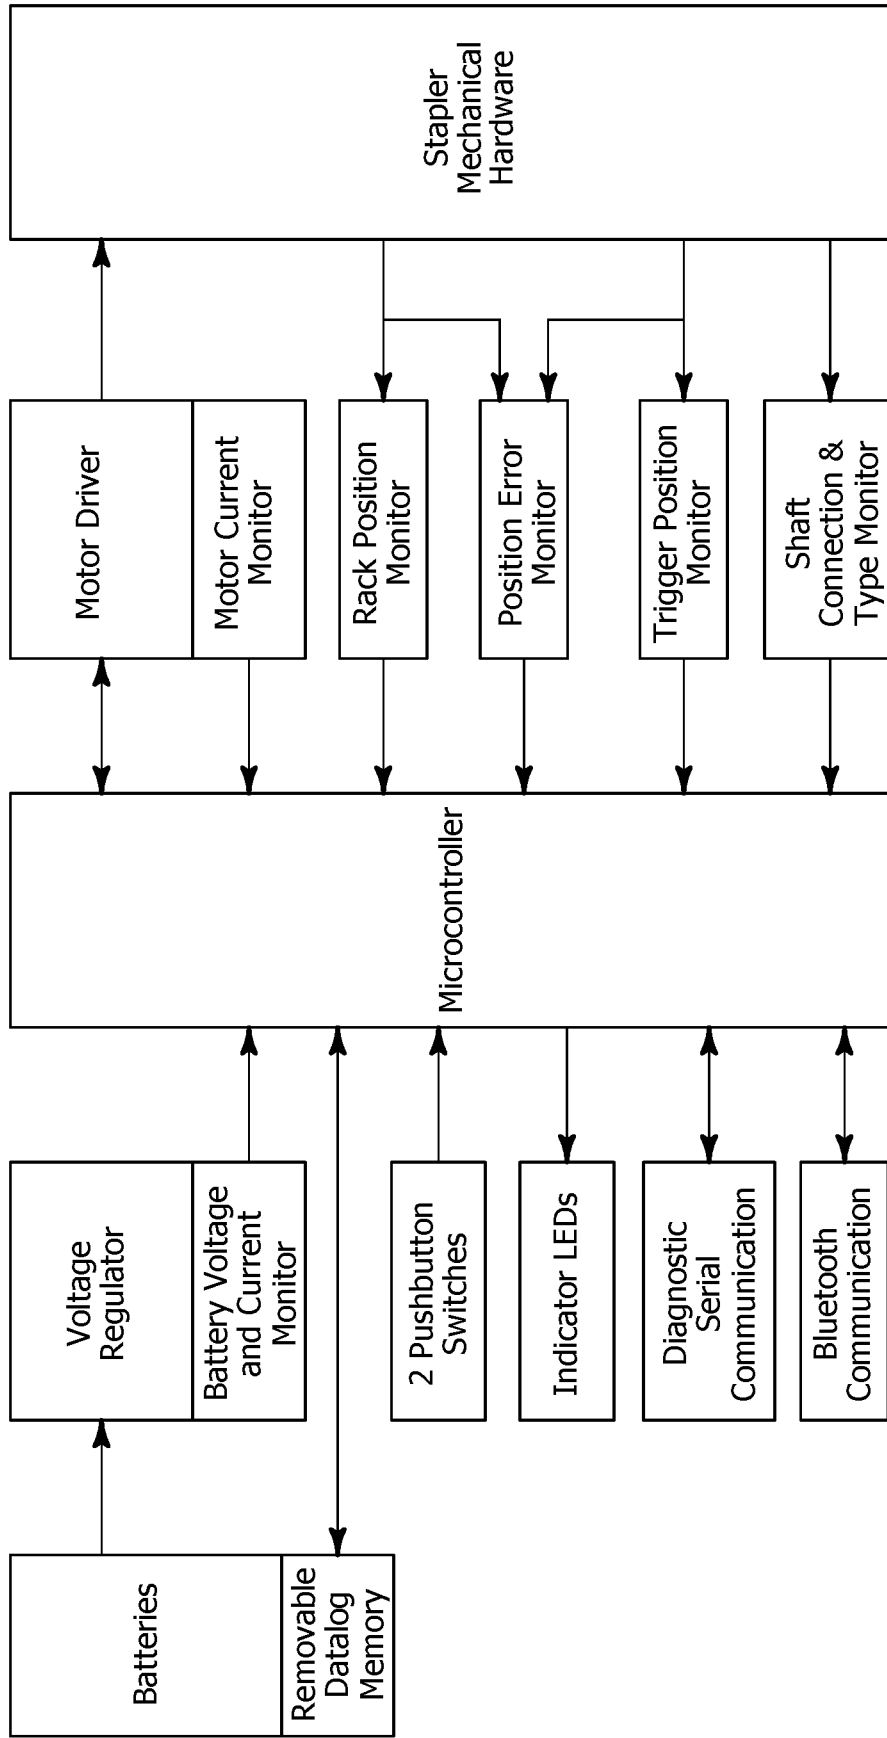 Batteries
Removable
Datalog
Memory
Voltage
Regulator
Battery Voltage
and Current
Monitor
2 Pushbutton
Switches
Indicator LEDs
Diagnostic
Serial
Communication
Bluetooth
Communication
Microcontroller
Motor Driver
Motor Current
Monitor
Rack Position
Monitor
Position Error
Monitor
Trigger Position
Monitor
Shaft
Connection &
Type Monitor
Stapler
Mechanical
Hardware